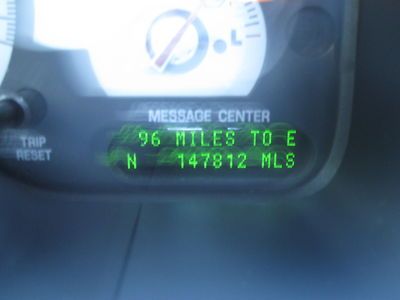 L
MESSAGE CENTER
96 MILES TO E
TRIP
RESET
N 147812 MLS